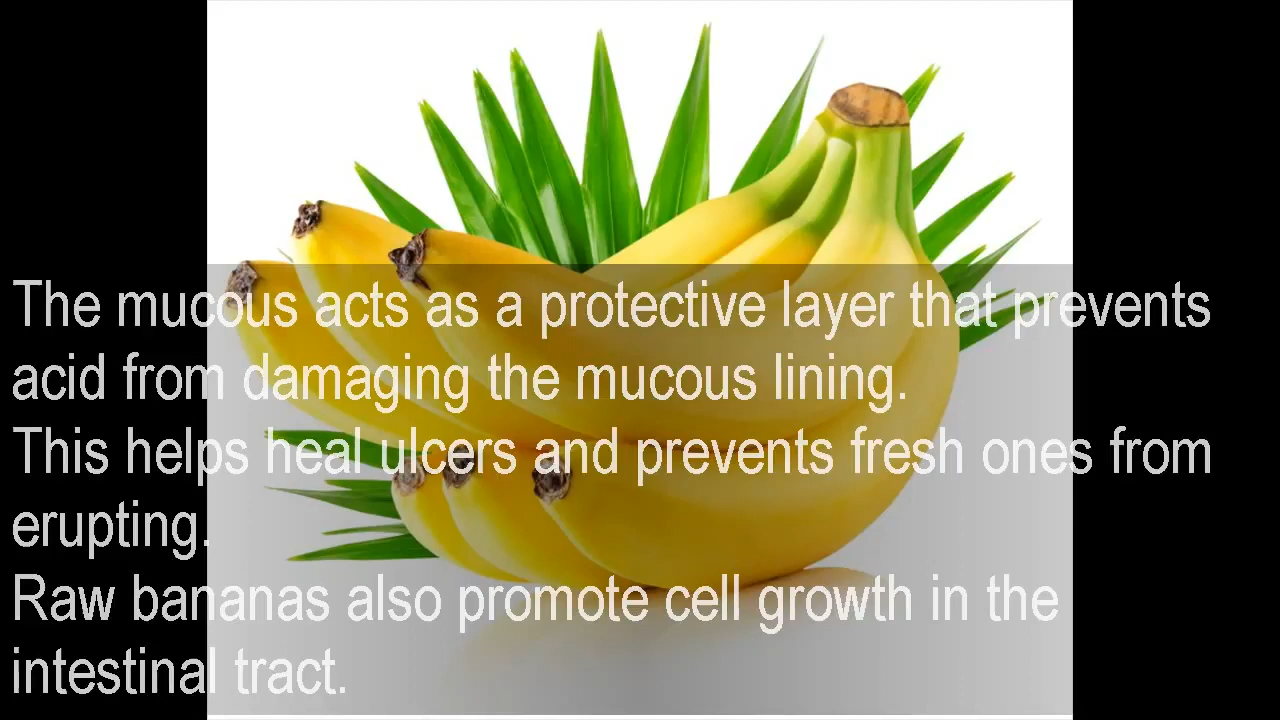 The mucous acts as a protective layer that prevents
acid from damaging the mucous lining.
This helps heal ulcers and prevents fresh ones from
erupting.
Raw bananas also promote cell growth in the
intestinal tract.